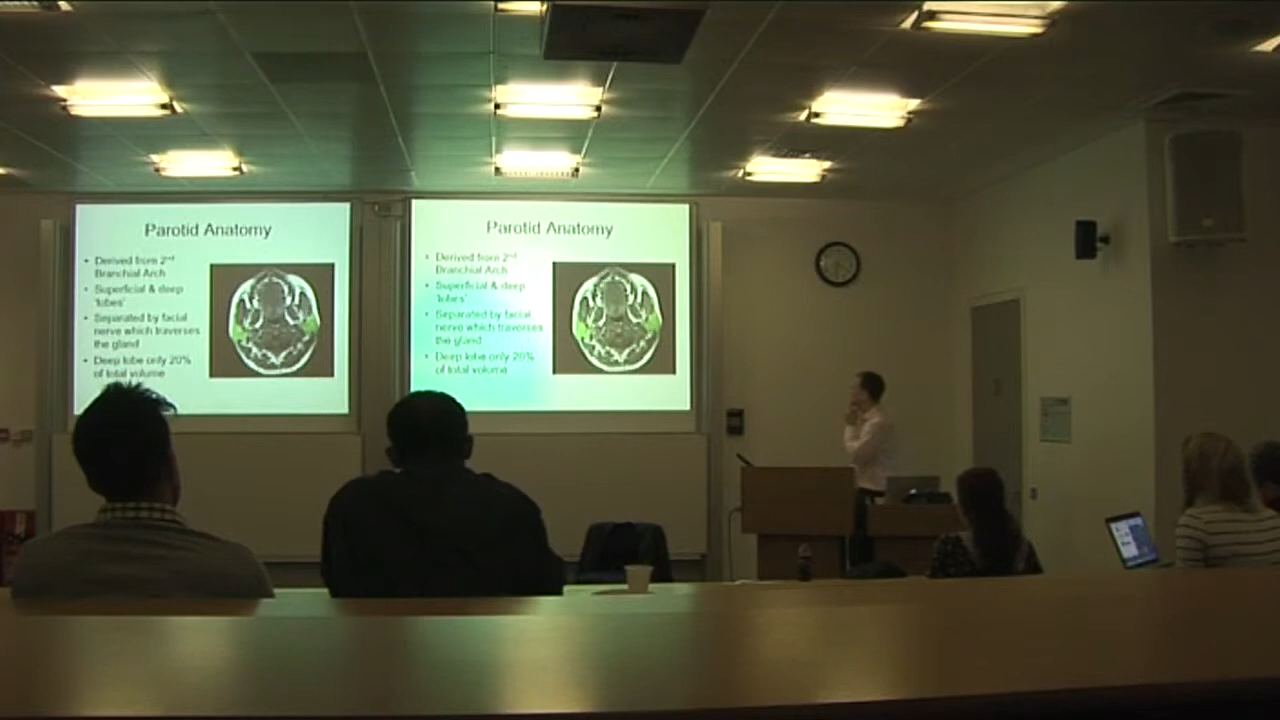 Parotid Anatomy
• Derived from 2nd
Branchial Arch
• Superficial & deep
'lobes'
• Separated by facial
nerve which traverses
the gland
• Deep lobe only 20%
of total volume
Parotid Anatomy
• Derived from 2nd
Branchial Arch
• Superficial & deep
'lobes'
• Separated by facial
nerve which traverses
the gland
• Deep lobe only 20%
of total volume